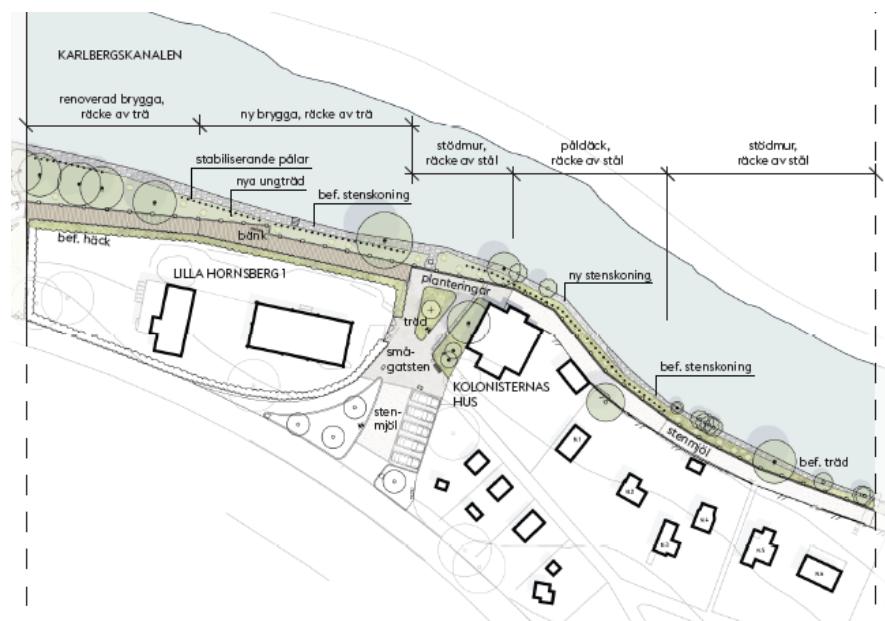 KARLBERGSKANALEN
renoverad brygga,
räcke av trä
ny brygga, räcke av trä
stödmur,
räcke av stål
påldäck,
räcke av stål
stödmur,
räcke av stål
stabiliserande pålar
nya ungträd
bef. stenskoning
bänk
bef. häck
LILLA HORNSBERG 1
planteringar
ny stenskoning
träd
små-
gatsten
KOLONISTERNAS
HUS
bef. stenskoning
sten-
mjöl
stenmjöl
bef. träd